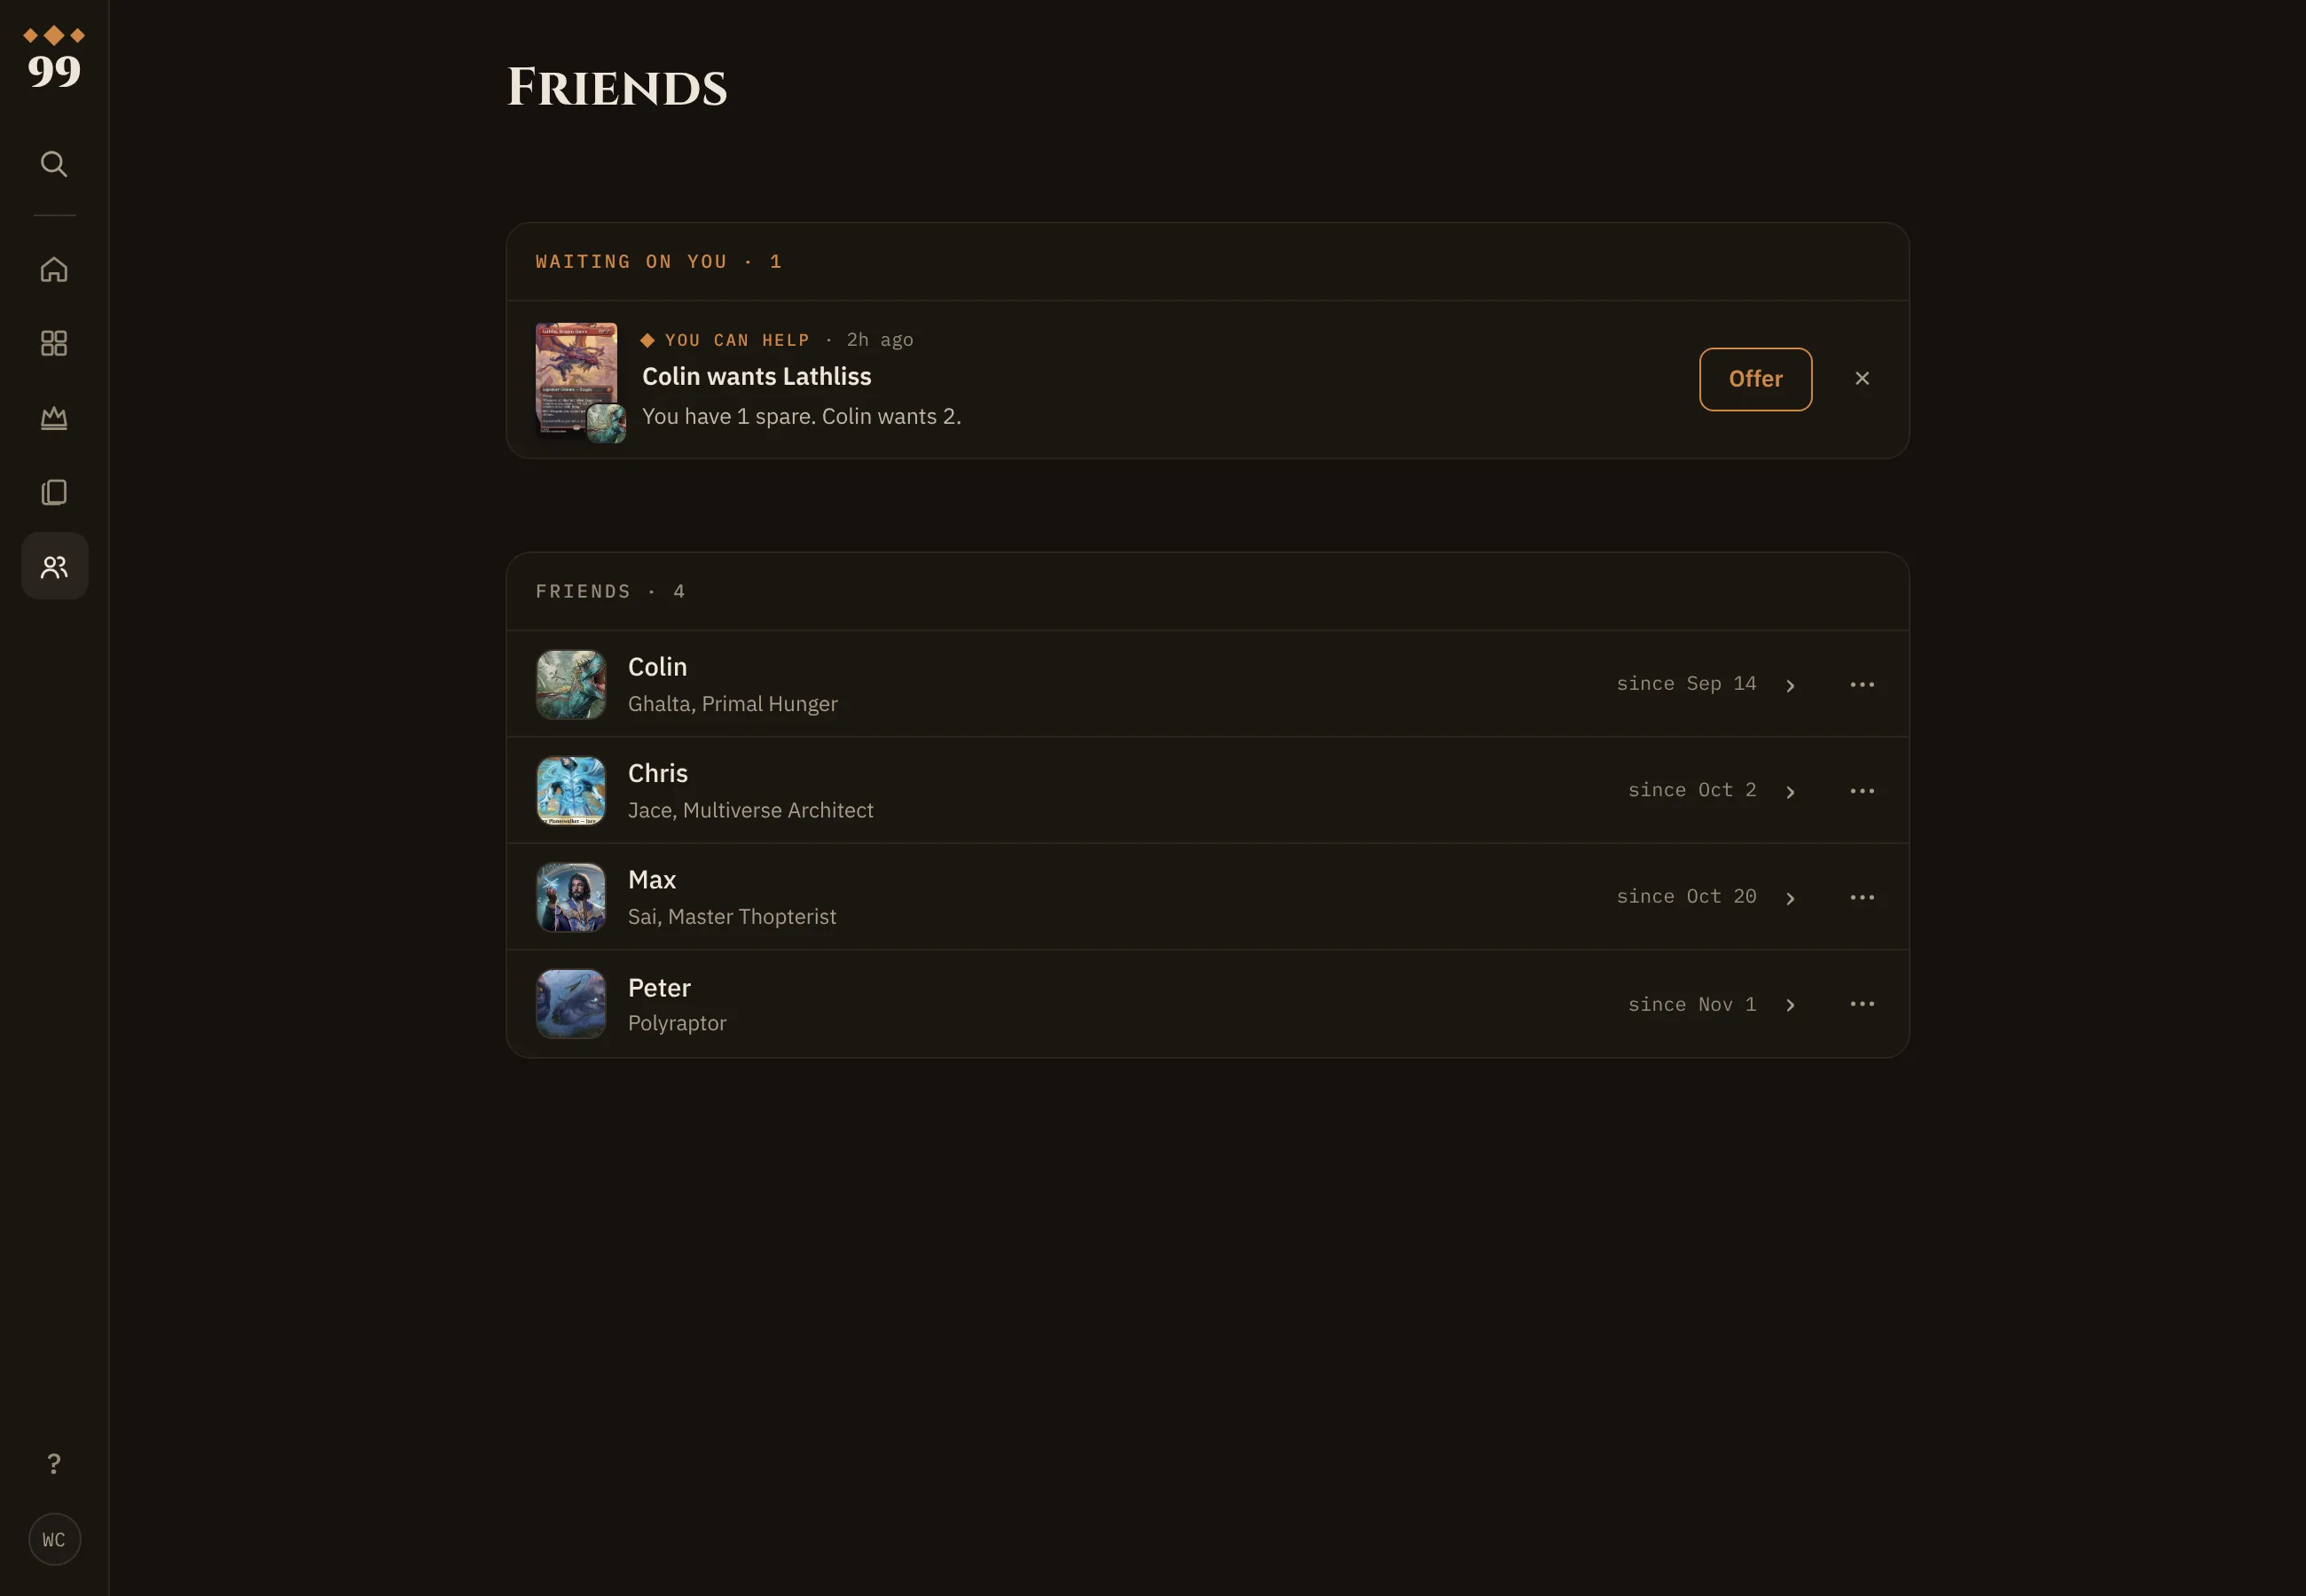 99
Friends
WAITING ON YOU · 1
YOU CAN HELP · 2h ago
Colin wants Lathliss
You have 1 spare. Colin wants 2.
Offer
FRIENDS · 4
Colin
Ghalta, Primal Hunger
since Sep 14
Chris
Jace, Multiverse Architect
since Oct 2
Max
Sai, Master Thopterist
since Oct 20
Peter
Polyraptor
since Nov 1
?
WC